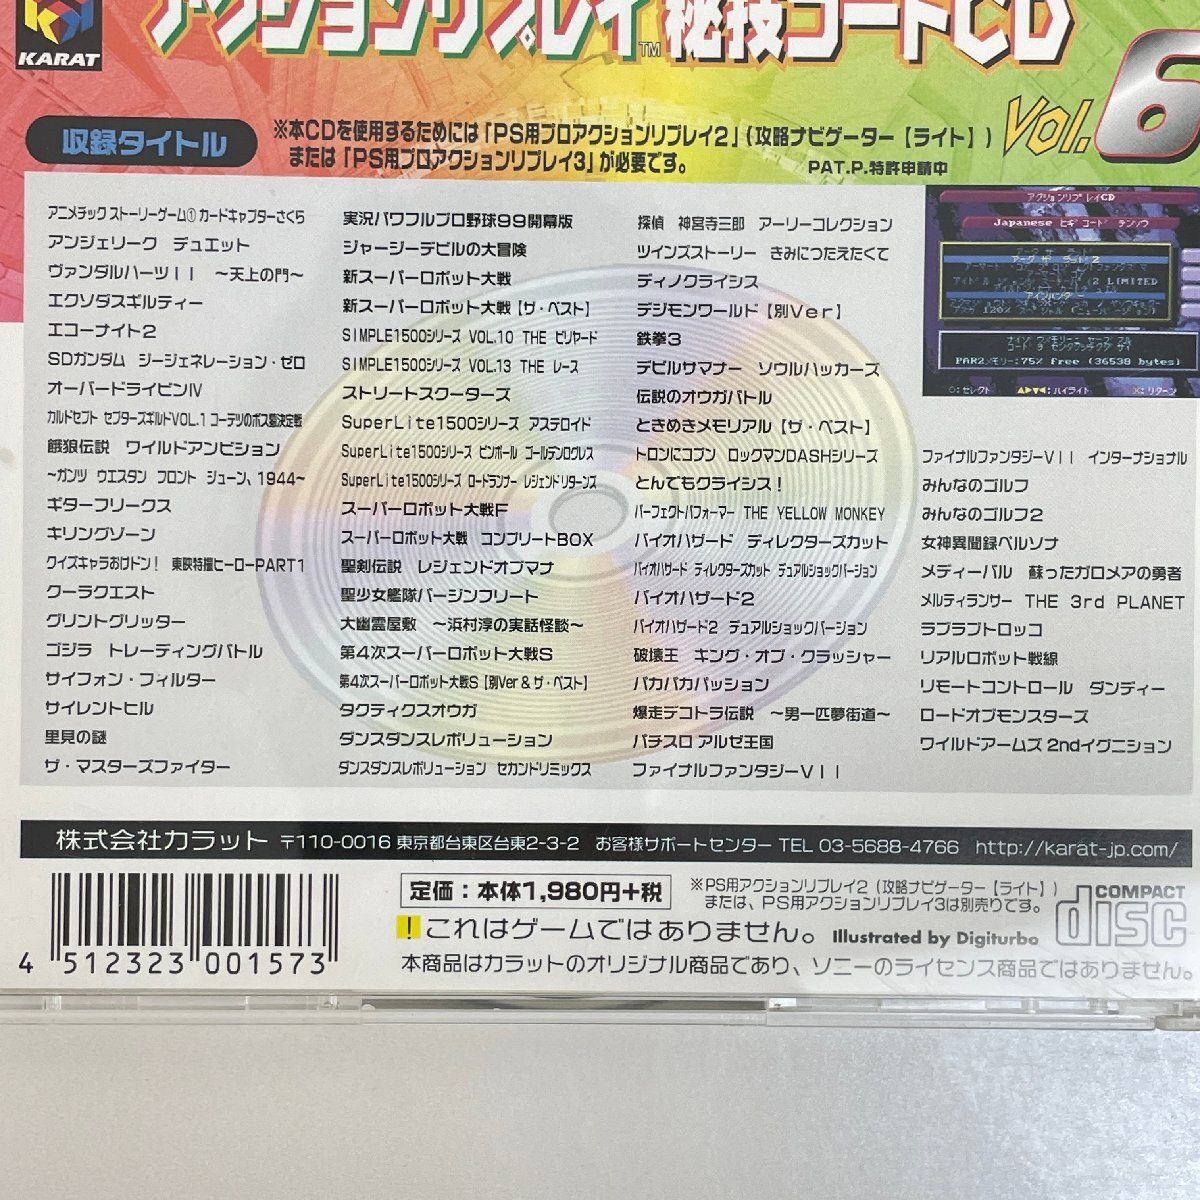 KARAT
アクションリプレイ™秘技コードCD
Vol.6
収録タイトル
※本CDを使用するためには「PS用プロアクションリプレイ2」(攻略ナビゲーター【ライト】)
または「PS用プロアクションリプレイ3」が必要です。
PAT.P.特許申請中
アニメチック ストーリーゲーム① カードキャプターさくら
アンジェリーク デュエット
ヴァンダルハーツII ～天上の門～
エクソダスギルティー
エコーナイト2
SDガンダム ジージェネレーション・ゼロ
オーバードライビンIV
カルドセプト セプターズギルドVOL.1 コーテツのボス猫決定戦
餓狼伝説 ワイルドアンビション
～ガンツ ウエスタン フロント ジューン、1944～
ギターフリークス
キリングゾーン
クイズキャラおけドン! 東映特撮ヒーローPART1
クーラクエスト
グリントグリッター
ゴジラ トレーディングバトル
サイフォン・フィルター
サイレントヒル
里見の謎
ザ・マスターズファイター
実況パワフルプロ野球99開幕版
ジャージーデビルの大冒険
新スーパーロボット大戦
新スーパーロボット大戦【ザ・ベスト】
SIMPLE1500シリーズ VOL.10 THE ビリヤード
SIMPLE1500シリーズ VOL.13 THE レース
ストリートスクーターズ
SuperLite1500シリーズ アステロイド
SuperLite1500シリーズ ピンボール ゴールデンログレス
SuperLite1500シリーズ ロードランナー レジェンドリターンズ
スーパーロボット大戦F
スーパーロボット大戦 コンプリートBOX
聖剣伝説 レジェンドオブマナ
聖少女艦隊バージンフリート
大幽霊屋敷 ～浜村淳の実話怪談～
第4次スーパーロボット大戦S
第4次スーパーロボット大戦S【別Ver & ザ・ベスト】
タクティクスオウガ
ダンスダンスレボリューション
ダンスダンスレボリューション セカンドリミックス
探偵 神宮寺三郎 アーリーコレクション
ツインズストーリー きみにつたえたくて
ディノクライシス
デジモンワールド【別Ver】
鉄拳3
デビルサマナー ソウルハッカーズ
伝説のオウガバトル
ときめきメモリアル【ザ・ベスト】
トロンにコブン ロックマンDASHシリーズ
とんでもクライシス!
パーフェクトパフォーマー THE YELLOW MONKEY
バイオハザード ディレクターズカット
バイオハザード ディレクターズカット デュアルショックバージョン
バイオハザード2
バイオハザード2 デュアルショックバージョン
破壊王 キング・オブ・クラッシャー
パカパカパッション
爆走デコトラ伝説 ～男一匹夢街道～
パチスロ アルゼ王国
ファイナルファンタジーVII
アクションリプレイCD
Japanese ヒギ コード ランソウ
アーク ザ ラッド 2
アイドル
2 LIMITED
PAR2メモリー:75% free (36538 bytes)
○:セレクト ▲▶▼◀:ハイライト ×:リターン
ファイナルファンタジーVII インターナショナル
みんなのゴルフ
みんなのゴルフ2
女神異聞録ペルソナ
メディーバル 蘇ったガロメアの勇者
メルティランサー THE 3rd PLANET
ラブラブトロッコ
リアルロボット戦線
リモートコントロール ダンディー
ロードオブモンスターズ
ワイルドアームズ 2ndイグニション
株式会社カラット 〒110-0016 東京都台東区台東2-3-2 お客様サポートセンター TEL 03-5688-4766 http://karat-jp.com/
4 512323 001573
定価:本体1,980円+税
※PS用アクションリプレイ2(攻略ナビゲーター【ライト】)
または、PS用アクションリプレイ3は別売りです。
COMPACT disc
!これはゲームではありません。
Illustrated by Digiturbo
本商品はカラットのオリジナル商品であり、ソニーのライセンス商品ではありません。